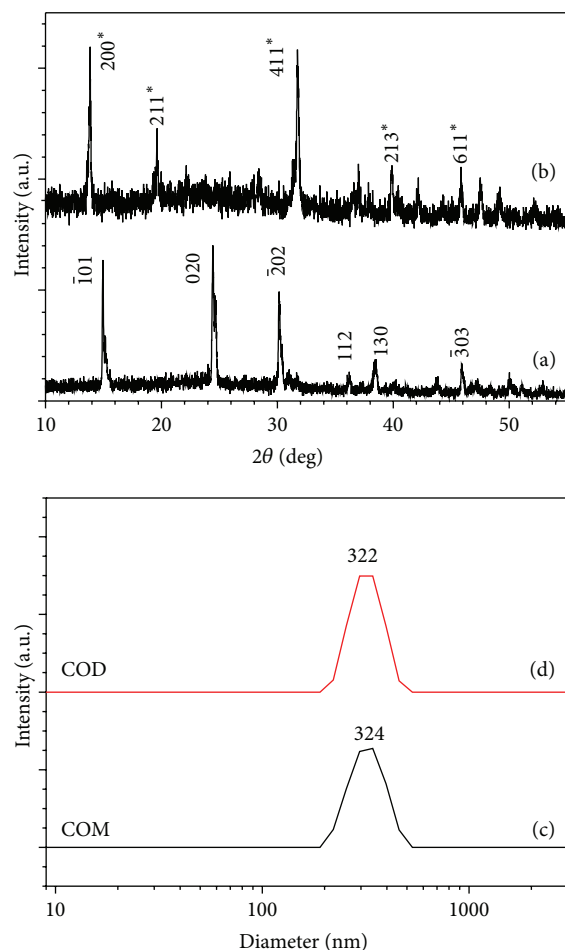 200*
211*
411*
213*
611*
(b)
Intensity (a.u.)
1̄01
020
2̄02
112
130
3̄03
(a)
10 20 30 40 50
2θ (deg)
322
COD
(d)
Intensity (a.u.)
324
COM
(c)
10 100 1000
Diameter (nm)